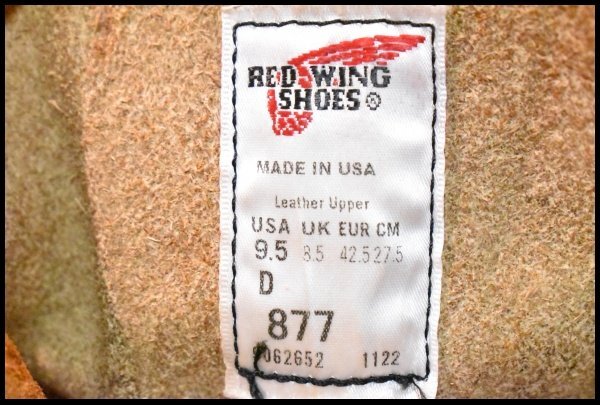 RED WING
SHOES®
MADE IN USA
Leather Upper
USA UK EUR CM
9.5 8.5 42.5 27.5
D
877
062652 1122